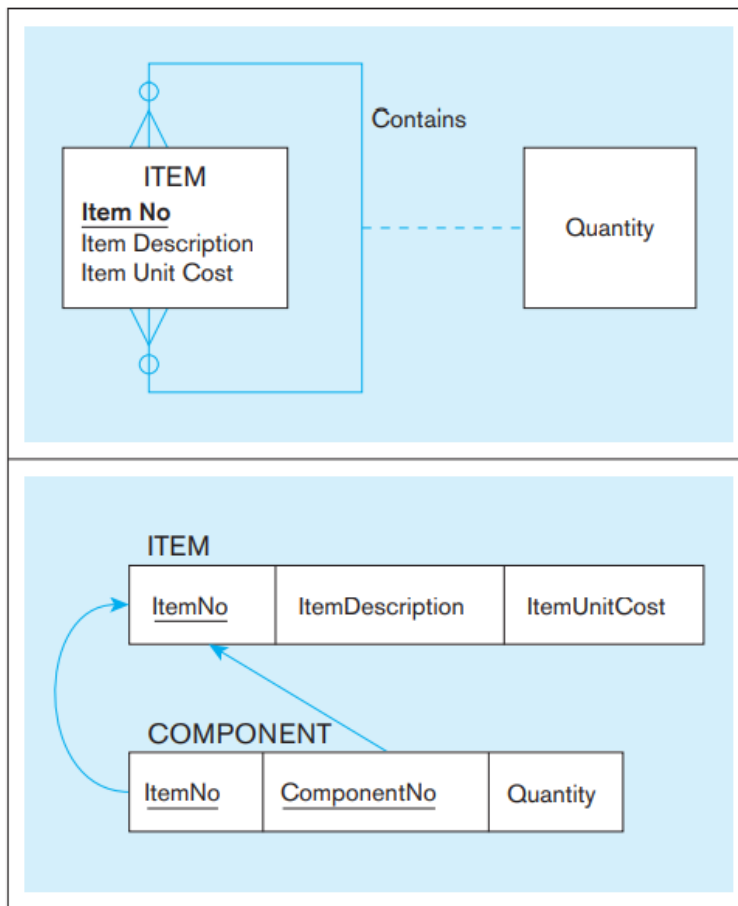 Contains
ITEM
Item No
Item Description
Item Unit Cost
Quantity
ITEM
ItemNo ItemDescription ItemUnitCost
COMPONENT
ItemNo ComponentNo Quantity